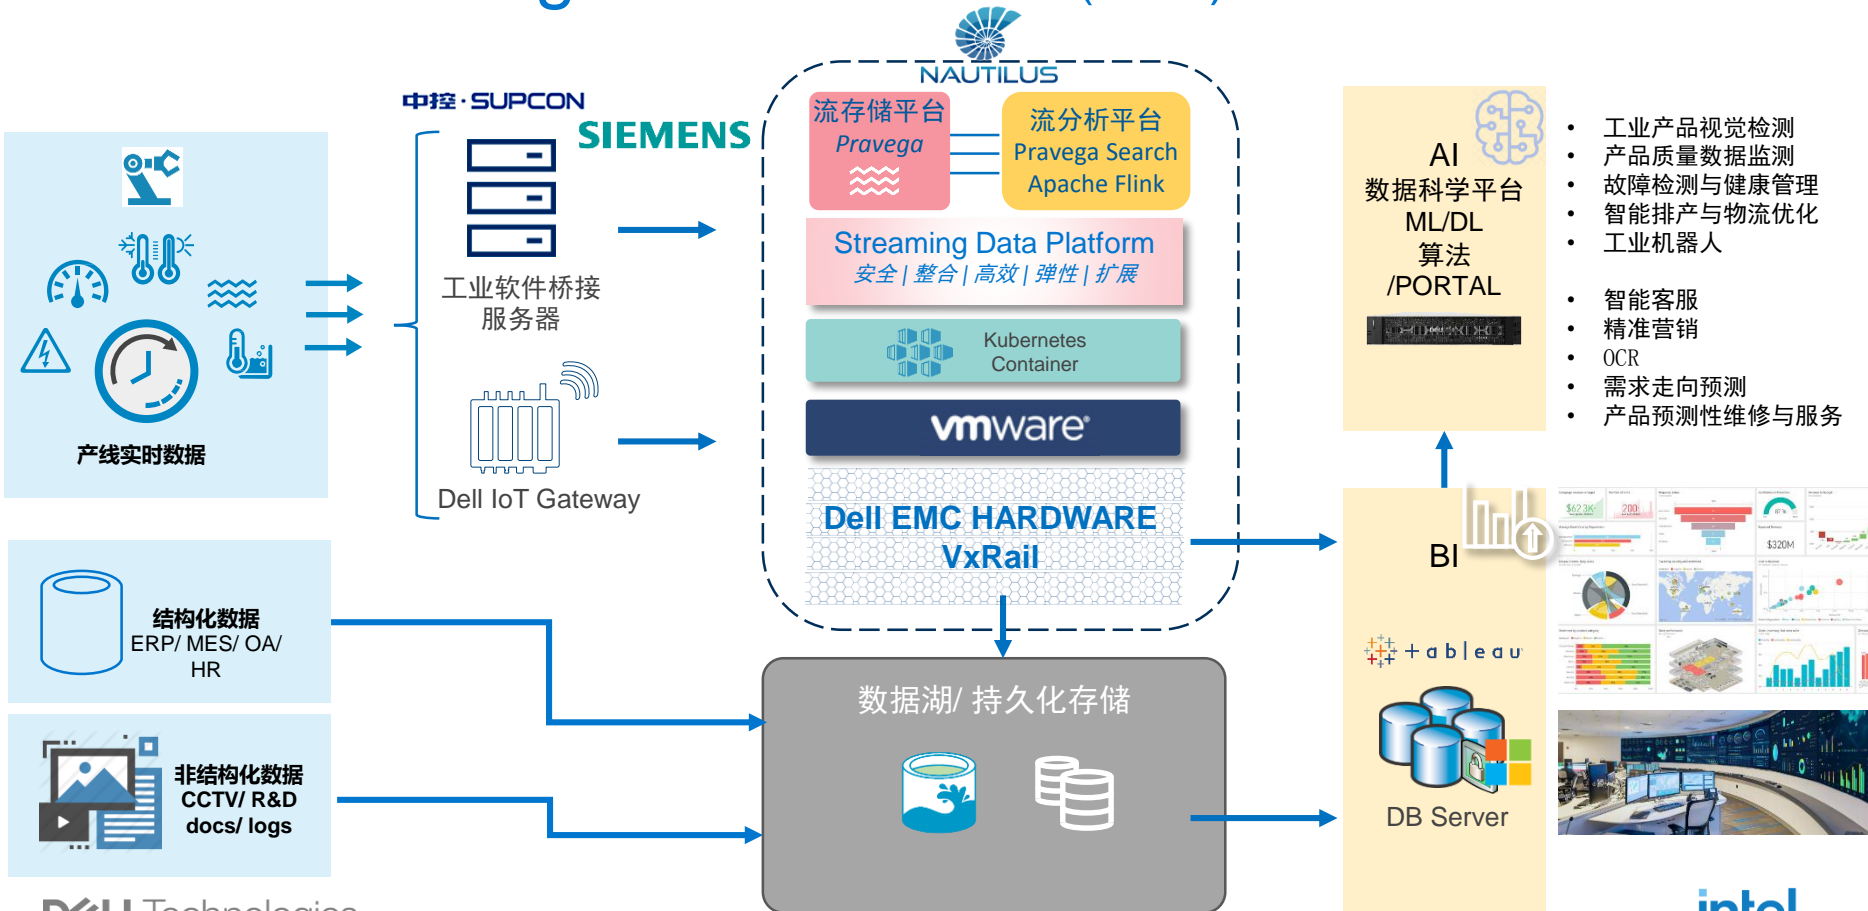 NAUTILUS
中控·SUPCON
SIEMENS
工业软件桥接
服务器
Dell IoT Gateway
产线实时数据
结构化数据
ERP/ MES/ OA/
HR
非结构化数据
CCTV/ R&D
docs/ logs
流存储平台
Pravega
流分析平台
Pravega Search
Apache Flink
Streaming Data Platform
安全 | 整合 | 高效 | 弹性 | 扩展
Kubernetes
Container
vmware®
Dell EMC HARDWARE
VxRail
数据湖/ 持久化存储
AI
数据科学平台
ML/DL
算法
/PORTAL
BI
+ableau
DB Server
• 工业产品视觉检测
• 产品质量数据监测
• 故障检测与健康管理
• 智能排产与物流优化
• 工业机器人
• 智能客服
• 精准营销
• OCR
• 需求走向预测
• 产品预测性维修与服务
$62.3K
200
87%
$320M
DELL Technologies
intel